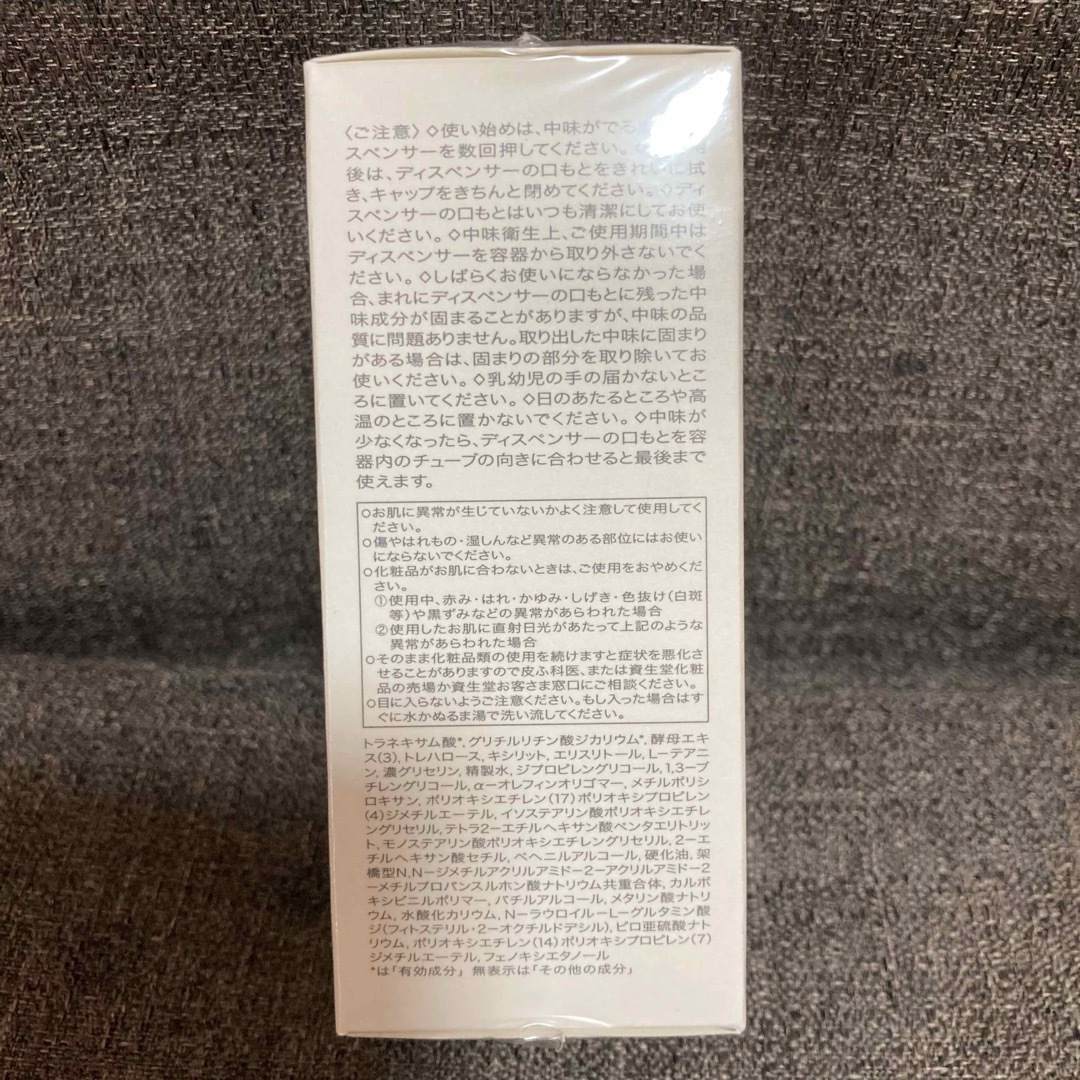 〈ご注意〉◇使い始めは、中味がでる
スペンサーを数回押してください。◇
後は、ディスペンサーの口もとをきれいに拭
き、キャップをきちんと閉めてください。◇ディ
スペンサーの口もとはいつも清潔にしてお使
いください。◇中味衛生上、ご使用期間中は
ディスペンサーを容器から取り外さないでく
ださい。◇しばらくお使いにならなかった場
合、まれにディスペンサーの口もとに残った中
味成分が固まることがありますが、中味の品
質に問題ありません。取り出した中味に固まり
がある場合は、固まりの部分を取り除いてお
使いください。◇乳幼児の手の届かないとこ
ろに置いてください。◇日のあたるところや高
温のところに置かないでください。◇中味が
少なくなったら、ディスペンサーの口もとを容
器内のチューブの向きに合わせると最後まで
使えます。
○お肌に異常が生じていないかよく注意して使用してく
ださい。
○傷やはれもの・湿しんなど異常のある部位にはお使い
にならないでください。
○化粧品がお肌に合わないときは、ご使用をおやめくだ
さい。
①使用中、赤み・はれ・かゆみ・しげき・色抜け(白斑
等)や黒ずみなどの異常があらわれた場合
②使用したお肌に直射日光があたって上記のような
異常があらわれた場合
○そのまま化粧品類の使用を続けますと症状を悪化さ
せることがありますので皮ふ科医、または資生堂化粧
品の売場か資生堂お客さま窓口にご相談ください。
○目に入らないようご注意ください。もし入った場合はす
ぐに水かぬるま湯で洗い流してください。
トラネキサム酸*, グリチルリチン酸ジカリウム*, 酵母エキ
ス(3), トレハロース, キシリット, エリスリトール, L-テアニ
ン, 濃グリセリン, 精製水, ジプロピレングリコール, 1,3-ブ
チレングリコール, α-オレフィンオリゴマー, メチルポリシ
ロキサン, ポリオキシエチレン(17)ポリオキシプロピレン
(4)ジメチルエーテル, イソステアリン酸ポリオキシエチレ
ングリセリル, テトラ2-エチルヘキサン酸ペンタエリトリッ
ト, モノステアリン酸ポリオキシエチレングリセリル, 2-エ
チルヘキサン酸セチル, ベヘニルアルコール, 硬化油, 架
橋型N,N-ジメチルアクリルアミド-2-アクリルアミド-2
-メチルプロパンスルホン酸ナトリウム共重合体, カルボ
キシビニルポリマー, バチルアルコール, メタリン酸ナトリ
ウム, 水酸化カリウム, N-ラウロイル-L-グルタミン酸
ジ(フィトステリル・2-オクチルドデシル), ピロ亜硫酸ナト
リウム, ポリオキシエチレン(14)ポリオキシプロピレン(7)
ジメチルエーテル, フェノキシエタノール
*は「有効成分」 無表示は「その他の成分」